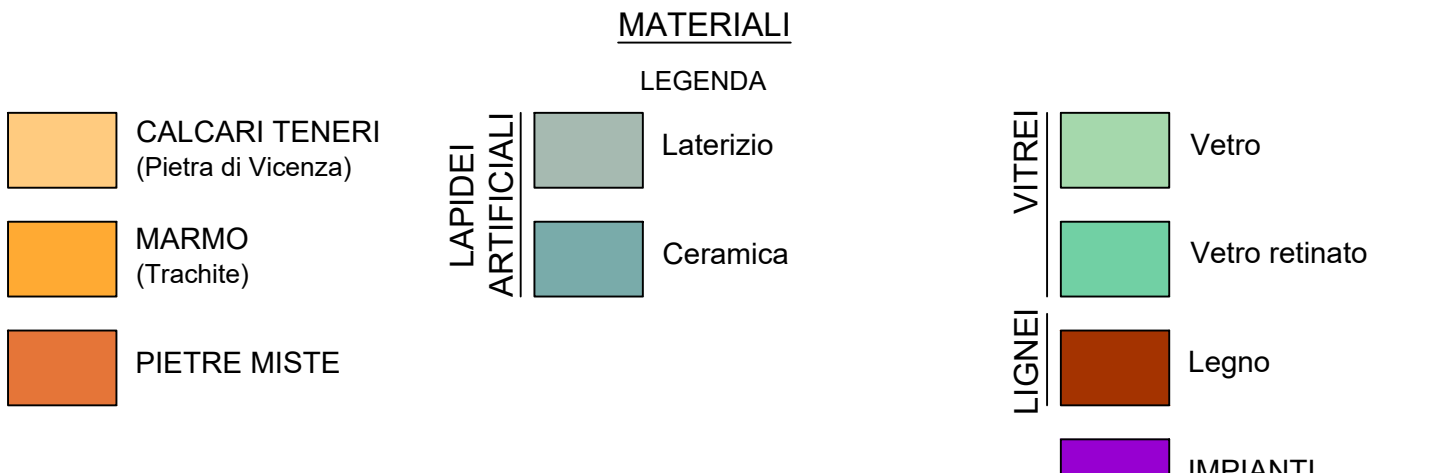 MATERIALI
LEGENDA
CALCARI TENERI
(Pietra di Vicenza)
MARMO
(Trachite)
PIETRE MISTE
LAPIDEI
ARTIFICIALI
Laterizio
Ceramica
VITREI
Vetro
Vetro retinato
LIGNEI
Legno
IMPIANTI